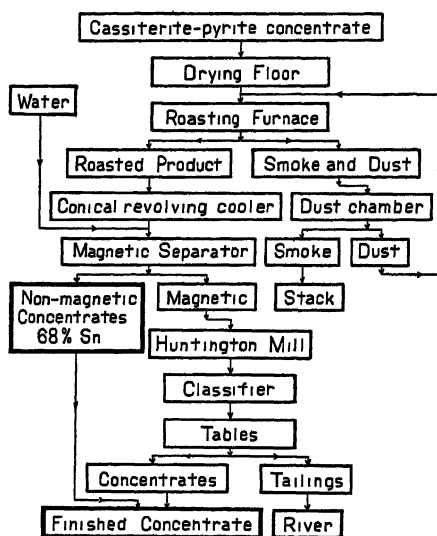 Cassiterite-pyrite concentrate
Drying Floor
Water
Roasting Furnace
Roasted Product
Smoke and Dust
Conical revolving cooler
Dust chamber
Magnetic Separator
Smoke
Dust
Non-magnetic
Concentrates
68% Sn
Magnetic
Stack
Huntington Mill
Classifier
Tables
Concentrates
Tailings
Finished Concentrate
River